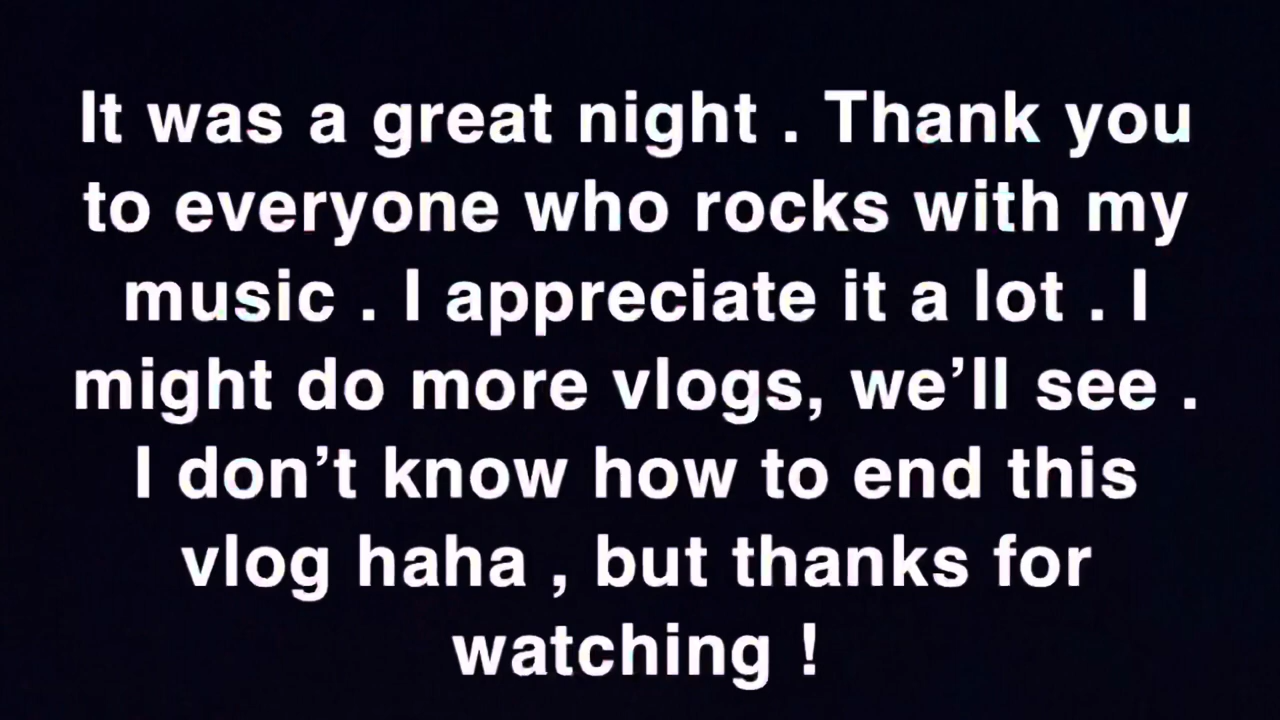 It was a great night . Thank you
to everyone who rocks with my
music . I appreciate it a lot . I
might do more vlogs, we’ll see .
I don’t know how to end this
vlog haha , but thanks for
watching !